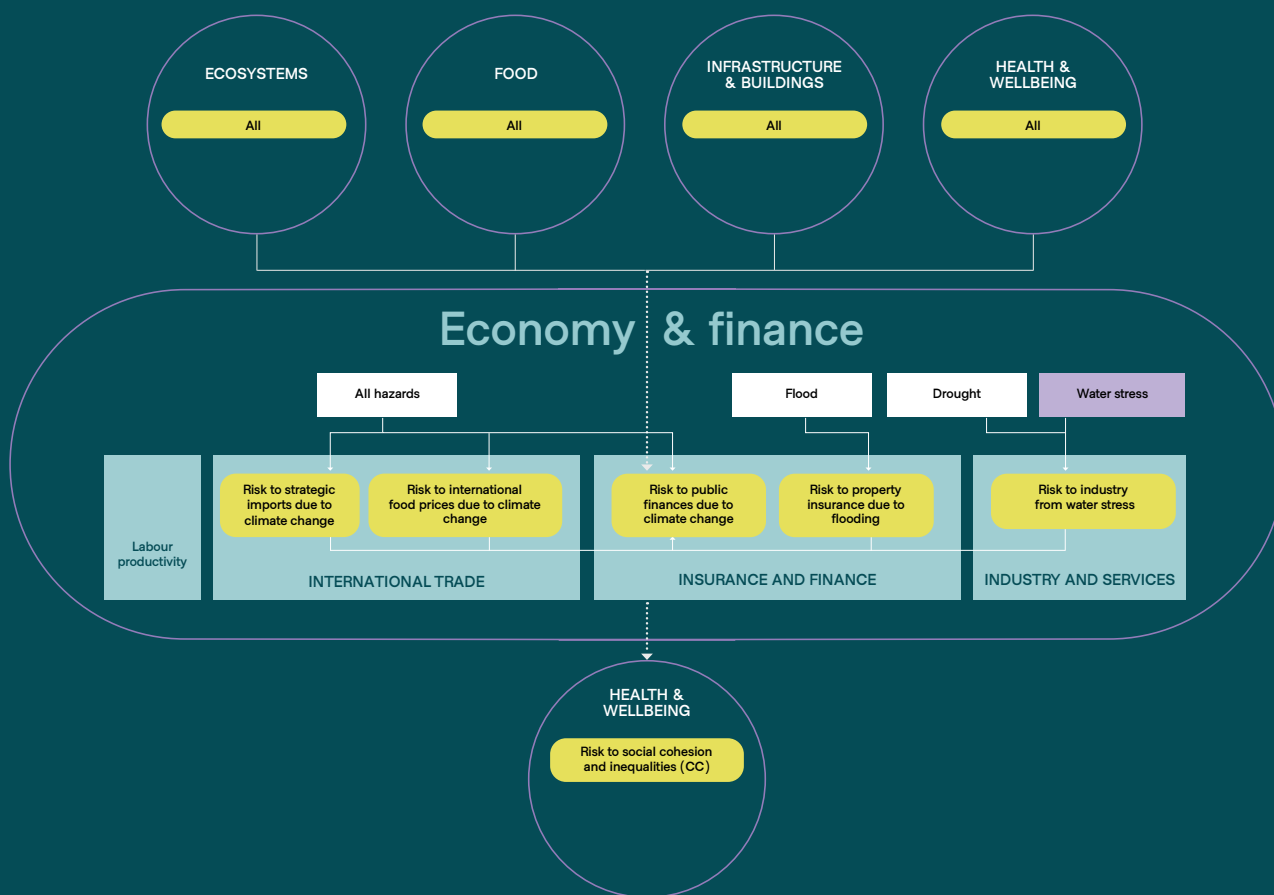 ECOSYSTEMS
All
FOOD
All
INFRASTRUCTURE
& BUILDINGS
All
HEALTH &
WELLBEING
All
Economy & finance
All hazards
Flood
Drought
Water stress
Labour
productivity
Risk to strategic
imports due to
climate change
Risk to international
food prices due to climate
change
INTERNATIONAL TRADE
Risk to public
finances due to
climate change
Risk to property
insurance due to
flooding
INSURANCE AND FINANCE
Risk to industry
from water stress
INDUSTRY AND SERVICES
HEALTH &
WELLBEING
Risk to social cohesion
and inequalities (CC)